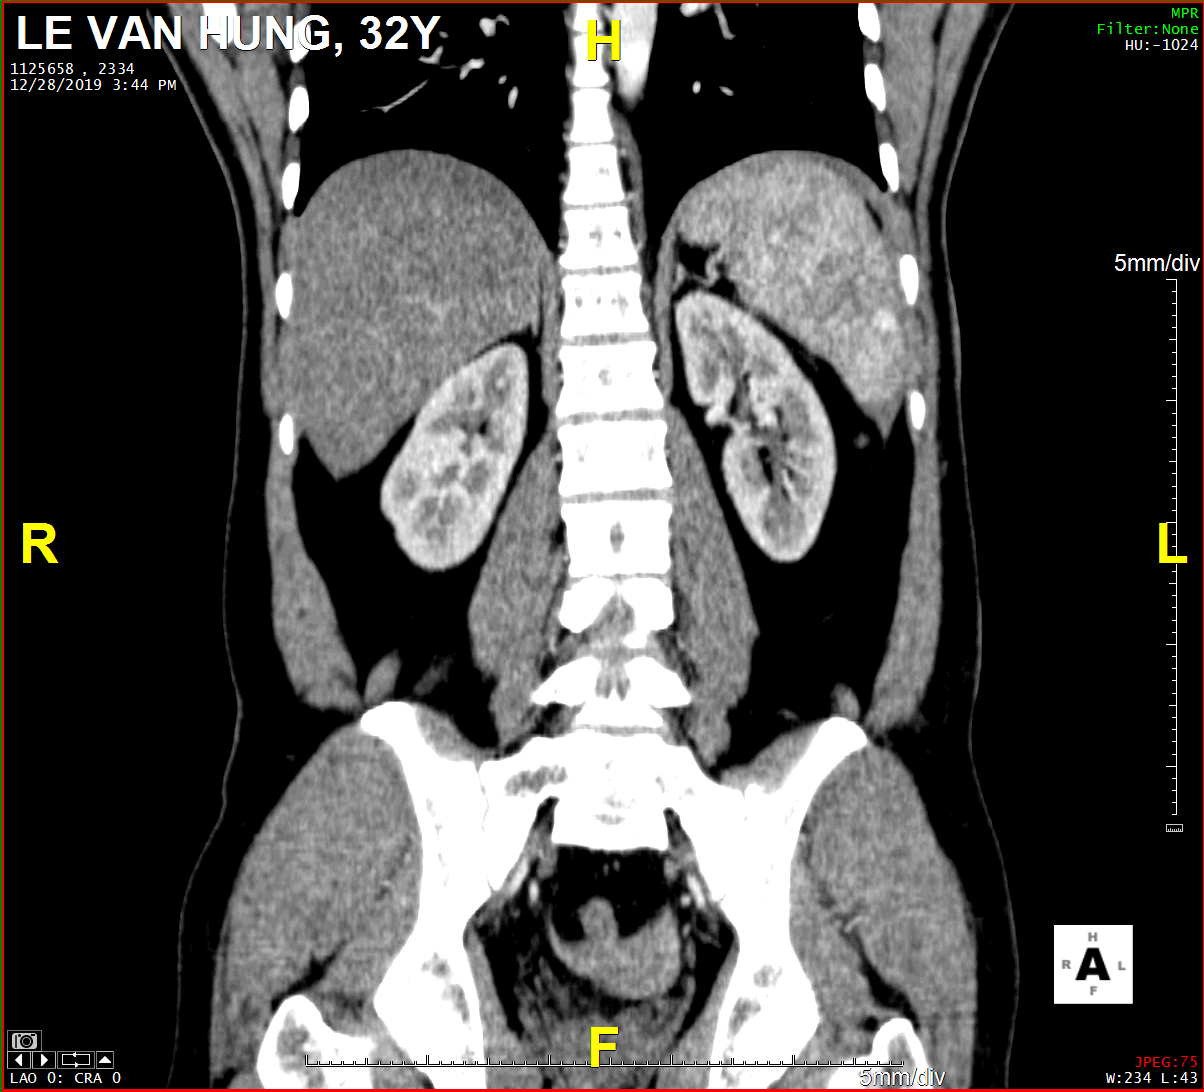 LE VAN HUNG, 32Y
1125658 , 2334
12/28/2019 3:44 PM
H
MPR
Filter:None
HU:-1024
5mm/div
R
L
H
R A L
F
F
5mm/div
LAO 0: CRA 0
JPEG:75
W:234 L:43